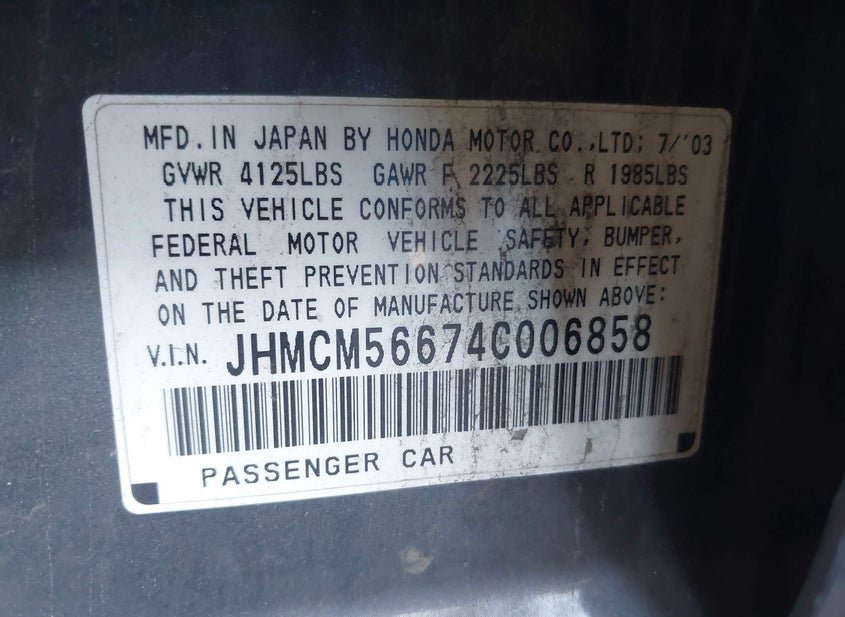 MFD.IN JAPAN BY HONDA MOTOR CO.,LTD; 7/'03
GVWR 4125LBS GAWR F 2225LBS R 1985LBS
THIS VEHICLE CONFORMS TO ALL APPLICABLE
FEDERAL MOTOR VEHICLE SAFETY, BUMPER,
AND THEFT PREVENTION STANDARDS IN EFFECT
ON THE DATE OF MANUFACTURE SHOWN ABOVE:
V.I.N. JHMCM56674C006858
PASSENGER CAR